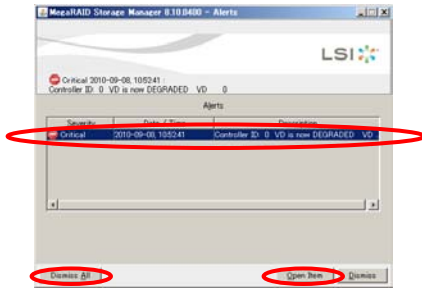 MegaRAID Storage Manager 8.10.0400 - Alerts
LSI
Critical 2010-09-08, 10:52:41 :
Controller ID: 0 VD is now DEGRADED VD 0
Alerts
Severity Date / Time Description
Critical 2010-09-08, 10:52:41 Controller ID: 0 VD is now DEGRADED VD
Dismiss All Open Item Dismiss